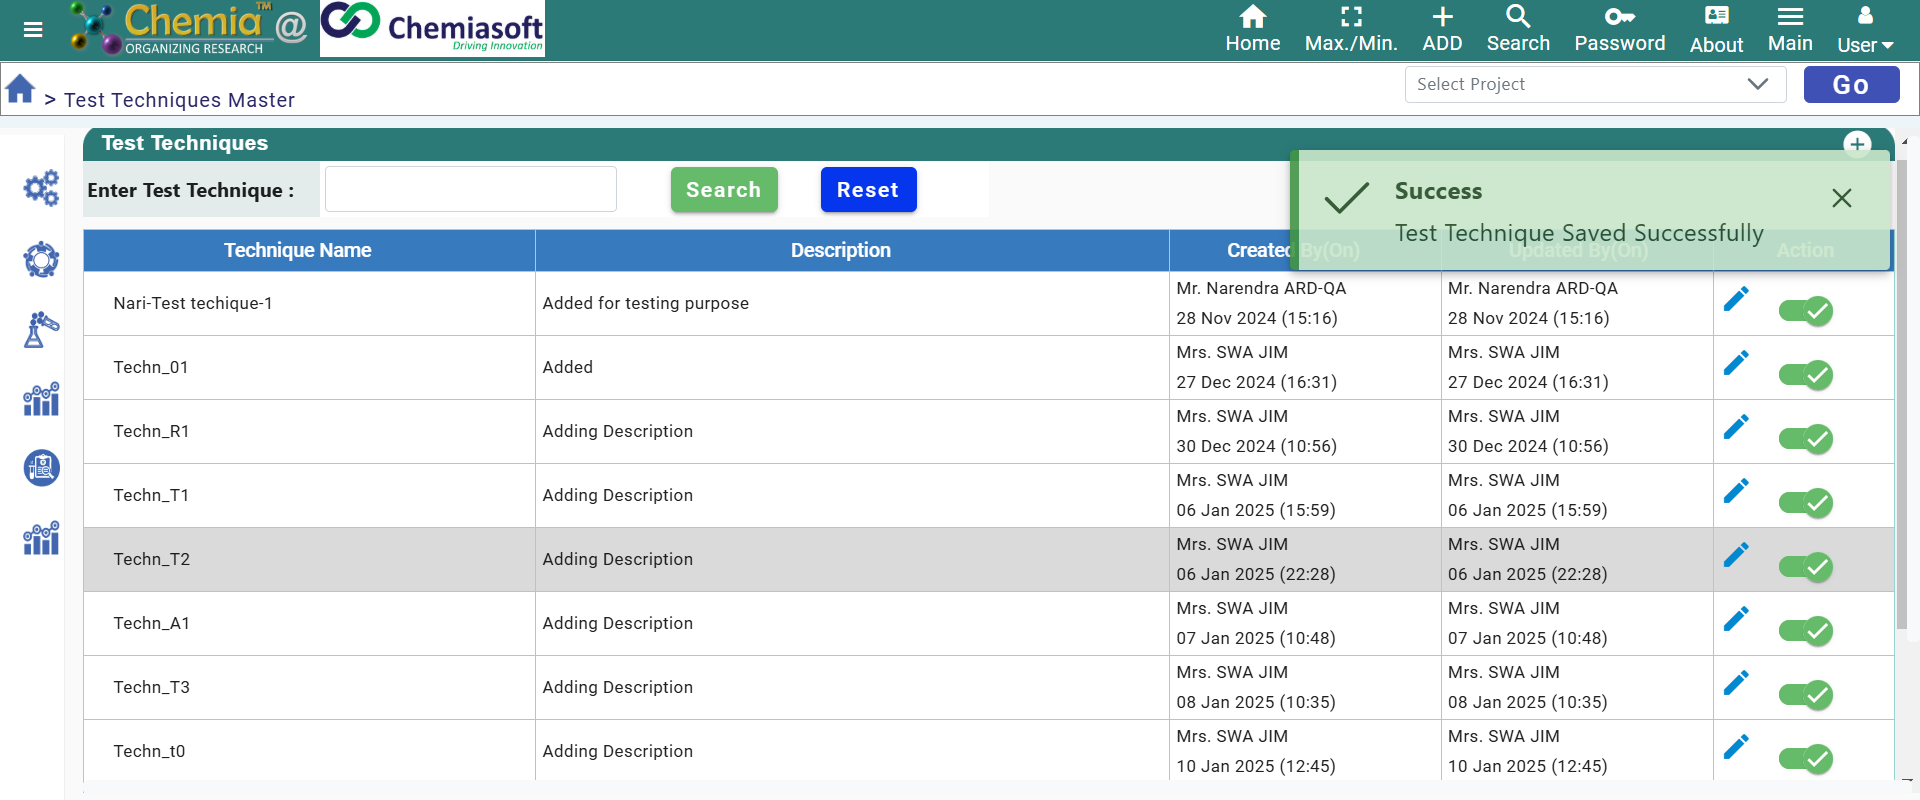 Chemia™ @ Chemiasoft
ORGANIZING RESEARCH
Driving Innovation
Home Max./Min. ADD Search Password About Main User
> Test Techniques Master
Select Project
Go
Test Techniques
Enter Test Technique :
Search
Reset
Success
Test Technique Saved Successfully
Technique Name Description Created By(On) Updated By(On) Action
Nari-Test techique-1 Added for testing purpose Mr. Narendra ARD-QA Mr. Narendra ARD-QA
28 Nov 2024 (15:16) 28 Nov 2024 (15:16)
Techn_01 Added Mrs. SWA JIM Mrs. SWA JIM
27 Dec 2024 (16:31) 27 Dec 2024 (16:31)
Techn_R1 Adding Description Mrs. SWA JIM Mrs. SWA JIM
30 Dec 2024 (10:56) 30 Dec 2024 (10:56)
Techn_T1 Adding Description Mrs. SWA JIM Mrs. SWA JIM
06 Jan 2025 (15:59) 06 Jan 2025 (15:59)
Techn_T2 Adding Description Mrs. SWA JIM Mrs. SWA JIM
06 Jan 2025 (22:28) 06 Jan 2025 (22:28)
Techn_A1 Adding Description Mrs. SWA JIM Mrs. SWA JIM
07 Jan 2025 (10:48) 07 Jan 2025 (10:48)
Techn_T3 Adding Description Mrs. SWA JIM Mrs. SWA JIM
08 Jan 2025 (10:35) 08 Jan 2025 (10:35)
Techn_t0 Adding Description Mrs. SWA JIM Mrs. SWA JIM
10 Jan 2025 (12:45) 10 Jan 2025 (12:45)